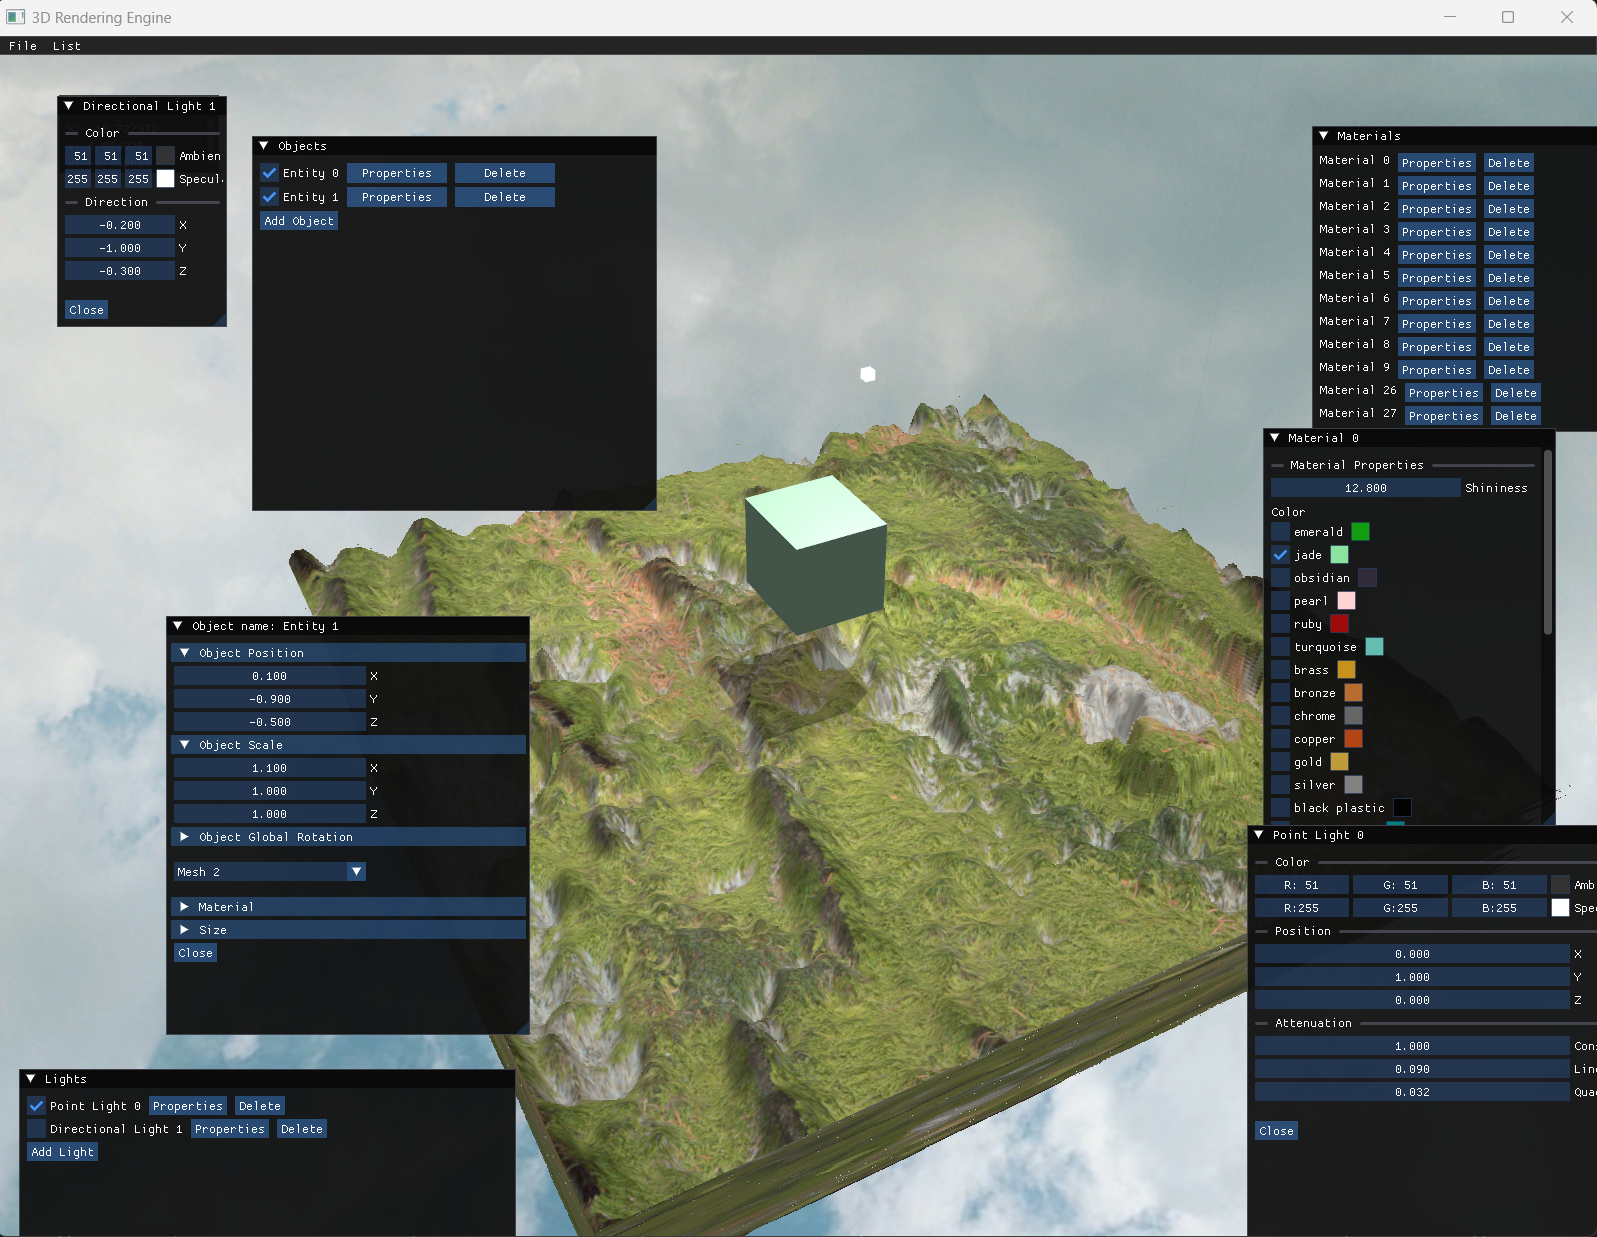 3D Rendering Engine
File List
Directional Light 1
Color
51 51 51 Ambien
255 255 255 Specul
Direction
-0.200 X
-1.000 Y
-0.300 Z
Close
Objects
Entity 0 Properties Delete
Entity 1 Properties Delete
Add Object
Materials
Material 0 Properties Delete
Material 1 Properties Delete
Material 2 Properties Delete
Material 3 Properties Delete
Material 4 Properties Delete
Material 5 Properties Delete
Material 6 Properties Delete
Material 7 Properties Delete
Material 8 Properties Delete
Material 9 Properties Delete
Material 26 Properties Delete
Material 27 Properties Delete
Material 0
Material Properties
12.800 Shininess
Color
emerald
jade
obsidian
pearl
ruby
turquoise
brass
bronze
chrome
copper
gold
silver
black plastic
Object name: Entity 1
Object Position
0.100 X
-0.900 Y
-0.500 Z
Object Scale
1.100 X
1.000 Y
1.000 Z
Object Global Rotation
Mesh 2
Material
Size
Close
Point Light 0
Color
R: 51 G: 51 B: 51 Amb
R:255 G:255 B:255 Spe
Position
0.000 X
1.000 Y
0.000 Z
Attenuation
1.000 Con
0.090 Lin
0.032 Qua
Close
Lights
Point Light 0 Properties Delete
Directional Light 1 Properties Delete
Add Light